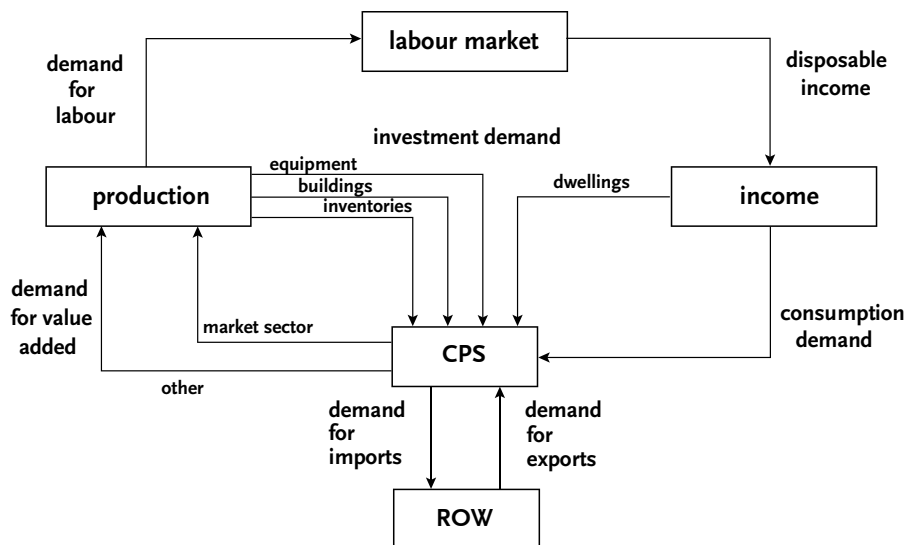 labour market
demand
for
labour
disposable
income
investment demand
equipment
buildings
inventories
dwellings
production
income
demand
for value
added
market sector
other
CPS
consumption
demand
demand
for
imports
demand
for
exports
ROW